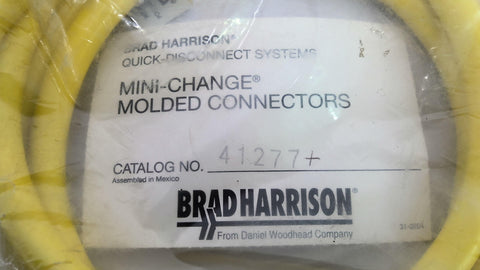 BRAD HARRISON®
QUICK-DISCONNECT SYSTEMS
MINI-CHANGE®
MOLDED CONNECTORS
CATALOG NO. 41277+
Assembled in Mexico
BRADHARRISON®
From Daniel Woodhead Company